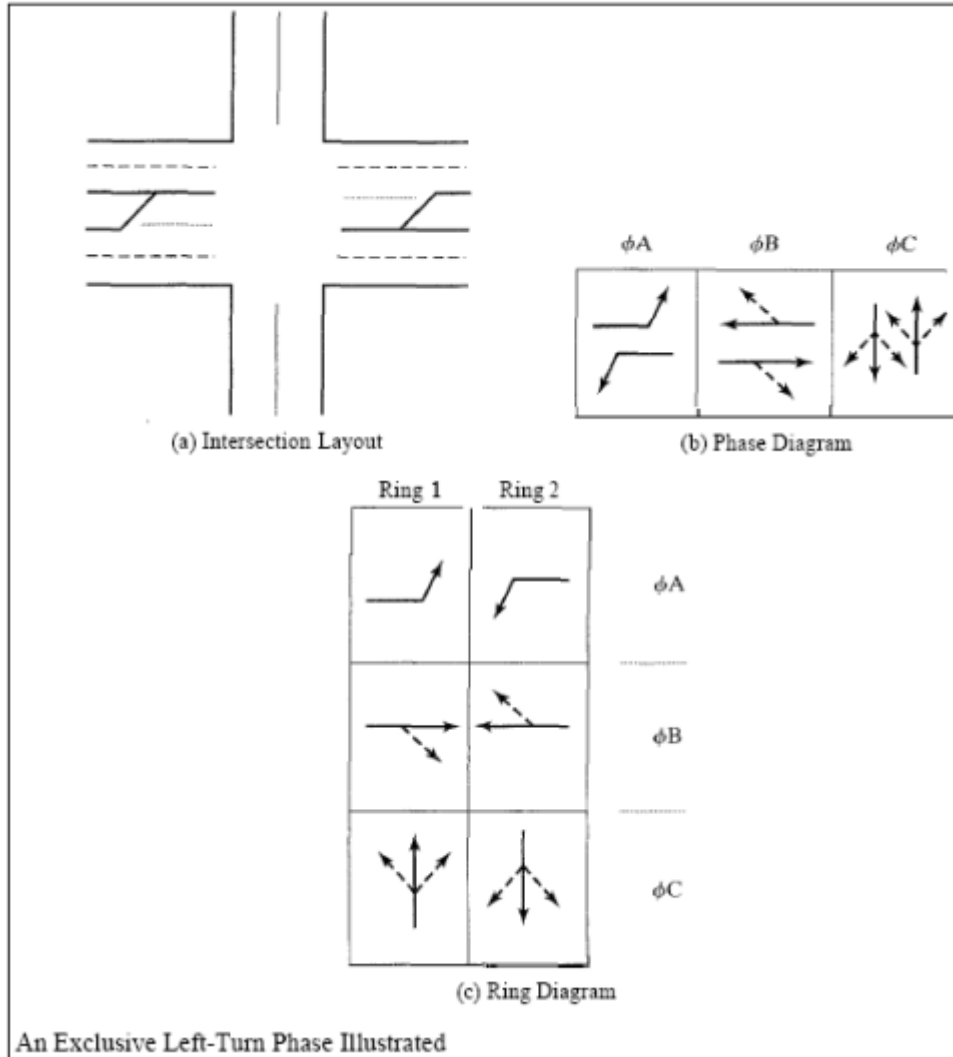 ϕA ϕB ϕC
(a) Intersection Layout
(b) Phase Diagram
Ring 1 Ring 2
ϕA
ϕB
ϕC
(c) Ring Diagram
An Exclusive Left-Turn Phase Illustrated